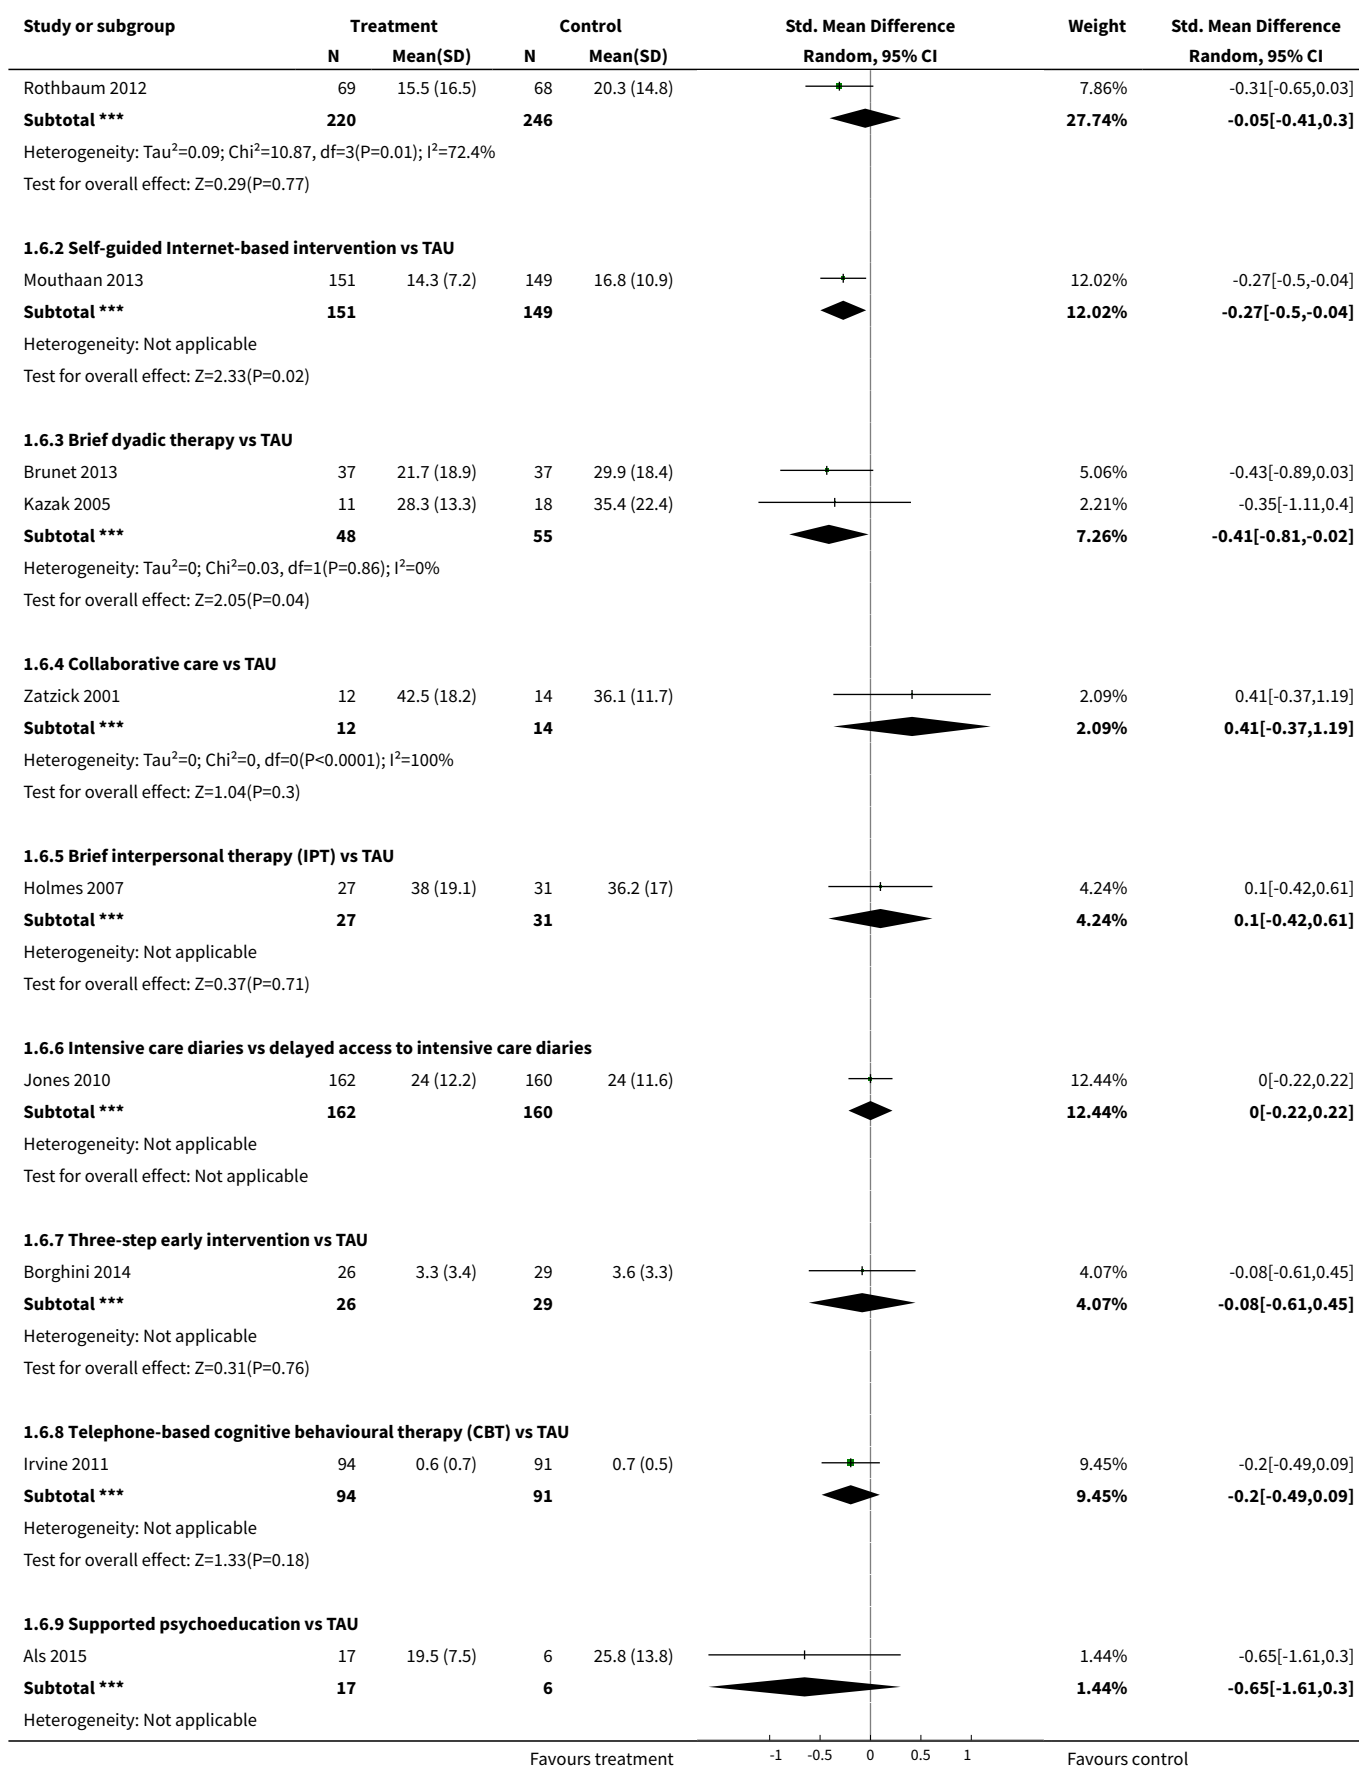 Study or subgroup Treatment Control Std. Mean Difference Weight Std. Mean Difference
N Mean(SD) N Mean(SD) Random, 95% CI Random, 95% CI
Rothbaum 2012 69 15.5 (16.5) 68 20.3 (14.8) 7.86% -0.31[-0.65,0.03]
Subtotal *** 220 246 27.74% -0.05[-0.41,0.3]
Heterogeneity: Tau²=0.09; Chi²=10.87, df=3(P=0.01); I²=72.4%
Test for overall effect: Z=0.29(P=0.77)
1.6.2 Self-guided Internet-based intervention vs TAU
Mouthaan 2013 151 14.3 (7.2) 149 16.8 (10.9) 12.02% -0.27[-0.5,-0.04]
Subtotal *** 151 149 12.02% -0.27[-0.5,-0.04]
Heterogeneity: Not applicable
Test for overall effect: Z=2.33(P=0.02)
1.6.3 Brief dyadic therapy vs TAU
Brunet 2013 37 21.7 (18.9) 37 29.9 (18.4) 5.06% -0.43[-0.89,0.03]
Kazak 2005 11 28.3 (13.3) 18 35.4 (22.4) 2.21% -0.35[-1.11,0.4]
Subtotal *** 48 55 7.26% -0.41[-0.81,-0.02]
Heterogeneity: Tau²=0; Chi²=0.03, df=1(P=0.86); I²=0%
Test for overall effect: Z=2.05(P=0.04)
1.6.4 Collaborative care vs TAU
Zatzick 2001 12 42.5 (18.2) 14 36.1 (11.7) 2.09% 0.41[-0.37,1.19]
Subtotal *** 12 14 2.09% 0.41[-0.37,1.19]
Heterogeneity: Tau²=0; Chi²=0, df=0(P<0.0001); I²=100%
Test for overall effect: Z=1.04(P=0.3)
1.6.5 Brief interpersonal therapy (IPT) vs TAU
Holmes 2007 27 38 (19.1) 31 36.2 (17) 4.24% 0.1[-0.42,0.61]
Subtotal *** 27 31 4.24% 0.1[-0.42,0.61]
Heterogeneity: Not applicable
Test for overall effect: Z=0.37(P=0.71)
1.6.6 Intensive care diaries vs delayed access to intensive care diaries
Jones 2010 162 24 (12.2) 160 24 (11.6) 12.44% 0[-0.22,0.22]
Subtotal *** 162 160 12.44% 0[-0.22,0.22]
Heterogeneity: Not applicable
Test for overall effect: Not applicable
1.6.7 Three-step early intervention vs TAU
Borghini 2014 26 3.3 (3.4) 29 3.6 (3.3) 4.07% -0.08[-0.61,0.45]
Subtotal *** 26 29 4.07% -0.08[-0.61,0.45]
Heterogeneity: Not applicable
Test for overall effect: Z=0.31(P=0.76)
1.6.8 Telephone-based cognitive behavioural therapy (CBT) vs TAU
Irvine 2011 94 0.6 (0.7) 91 0.7 (0.5) 9.45% -0.2[-0.49,0.09]
Subtotal *** 94 91 9.45% -0.2[-0.49,0.09]
Heterogeneity: Not applicable
Test for overall effect: Z=1.33(P=0.18)
1.6.9 Supported psychoeducation vs TAU
Als 2015 17 19.5 (7.5) 6 25.8 (13.8) 1.44% -0.65[-1.61,0.3]
Subtotal *** 17 6 1.44% -0.65[-1.61,0.3]
Heterogeneity: Not applicable
Favours treatment -1 -0.5 0 0.5 1 Favours control